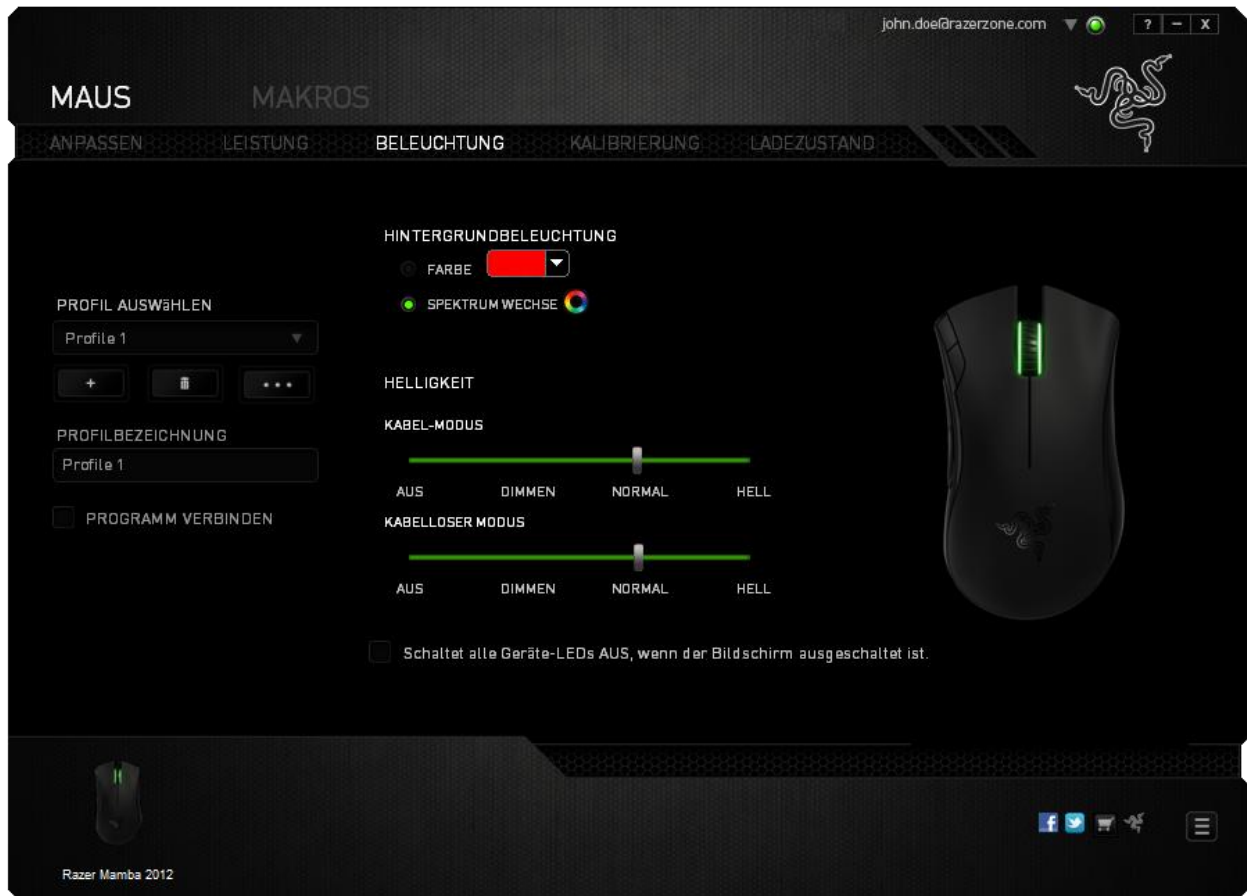 john.doe@razerzone.com
? – X
MAUS MAKROS
ANPASSEN LEISTUNG BELEUCHTUNG KALIBRIERUNG LADEZUSTAND
HINTERGRUNDBELEUCHTUNG
FARBE
SPEKTRUM WECHSE
PROFIL AUSWäHLEN
Profile 1
+ •••
PROFILBEZEICHNUNG
Profile 1
PROGRAMM VERBINDEN
HELLIGKEIT
KABEL-MODUS
AUS DIMMEN NORMAL HELL
KABELLOSER MODUS
AUS DIMMEN NORMAL HELL
Schaltet alle Geräte-LEDs AUS, wenn der Bildschirm ausgeschaltet ist.
Razer Mamba 2012